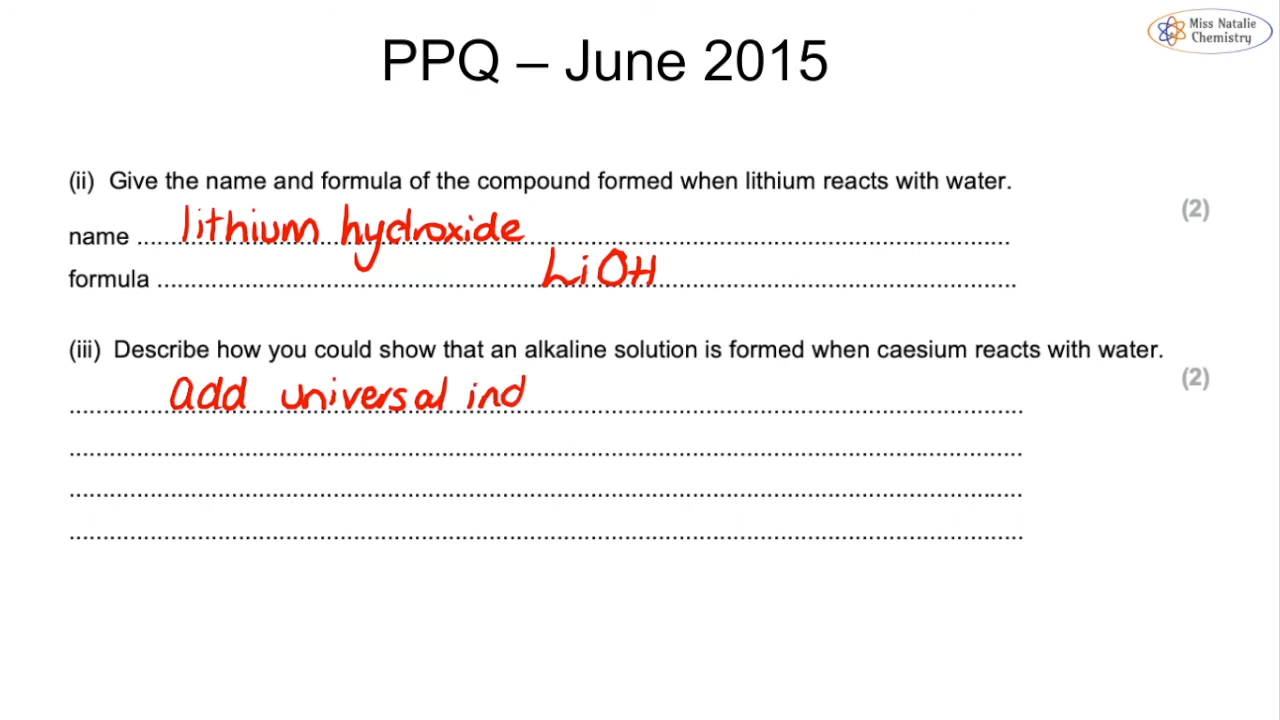 Miss Natalie
Chemistry
PPQ – June 2015
(ii) Give the name and formula of the compound formed when lithium reacts with water.
(2)
name lithium hydroxide
formula LiOH
(iii) Describe how you could show that an alkaline solution is formed when caesium reacts with water.
(2)
add universal ind